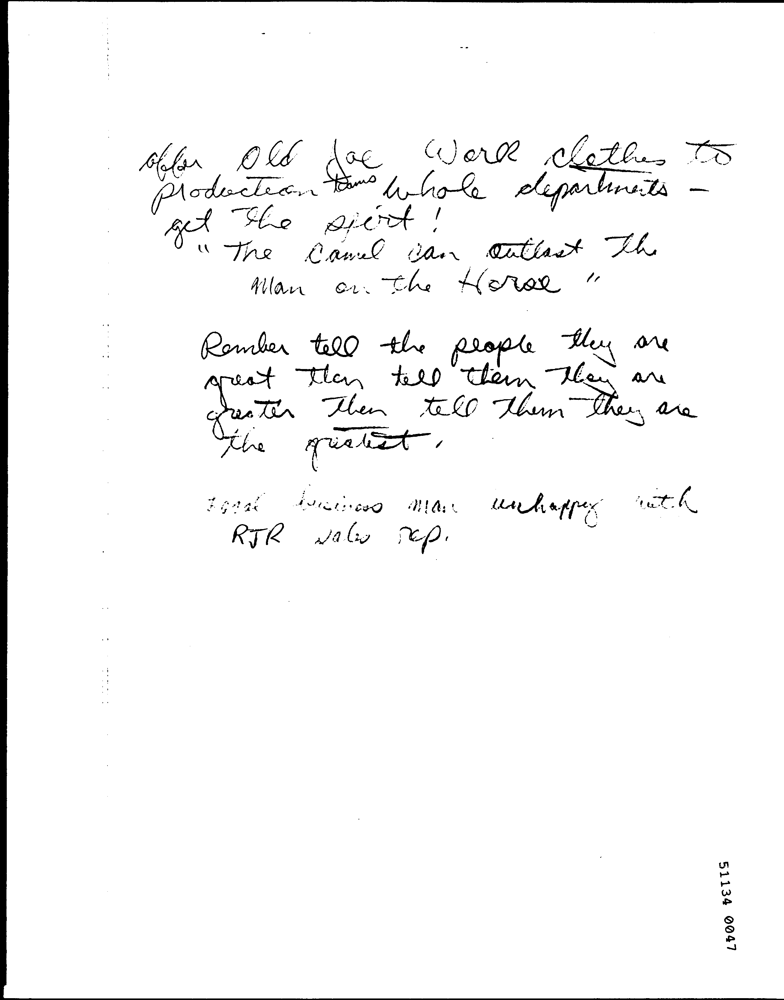 offer Old Joe Work clothes to
production teams whole departments -
get the spirt!
"The Camel can outlast the
Man on the Horse"
Rember tell the people they are
great then tell them they are
greater then tell them they are
the greatest.
business man unhappy with
RJR sales rep.
51134 0047